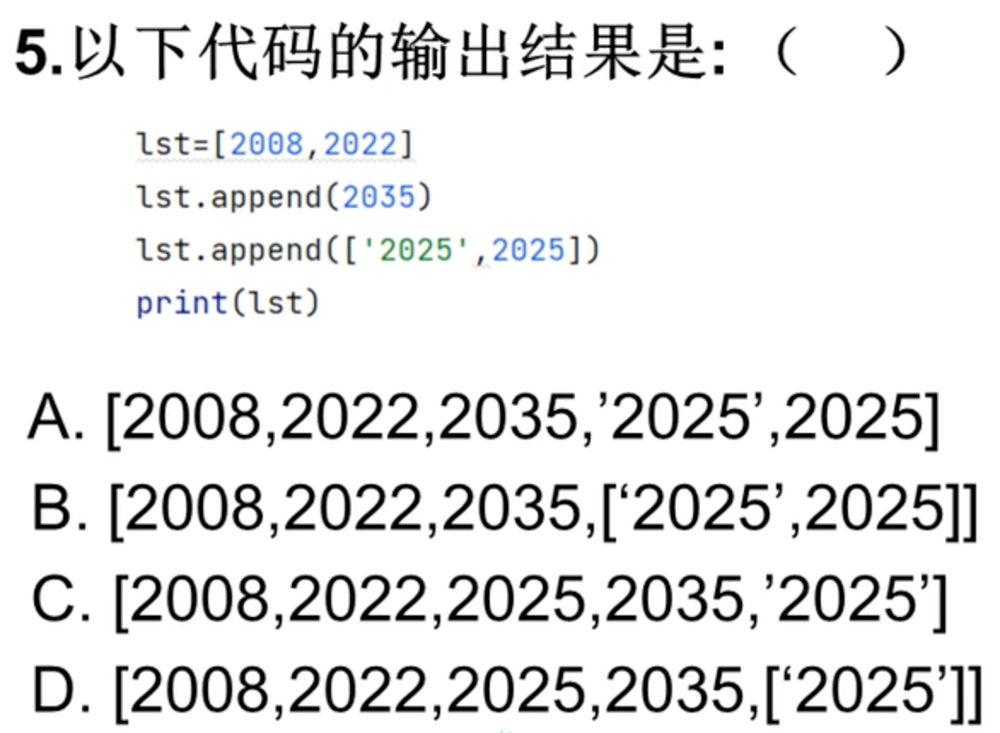 5.以下代码的输出结果是:（ ）
lst=[2008,2022]
lst.append(2035)
lst.append(['2025',2025])
print(lst)
A. [2008,2022,2035,’2025’,2025]
B. [2008,2022,2035,[‘2025’,2025]]
C. [2008,2022,2025,2035,’2025’]
D. [2008,2022,2025,2035,[‘2025’]]